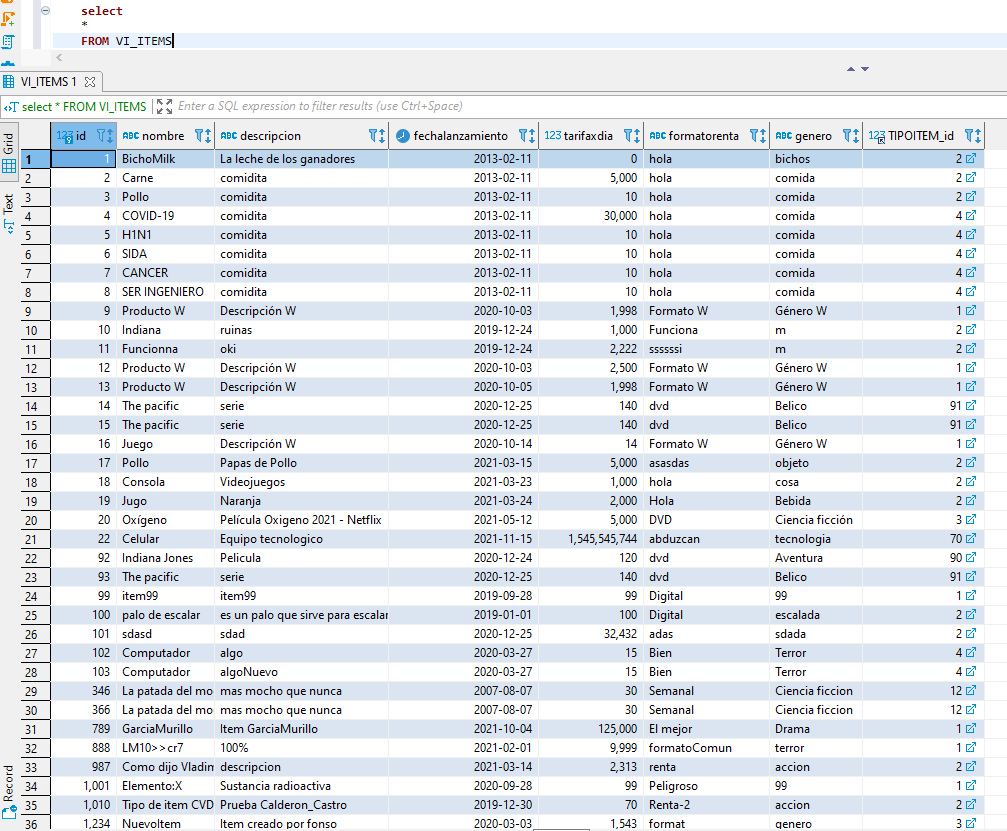 select
*
FROM VI_ITEMS
VI_ITEMS 1
select * FROM VI_ITEMS Enter a SQL expression to filter results (use Ctrl+Space)
Grid
Text
Record
123 id ABC nombre ABC descripcion fechalanzamiento 123 tarifaxdia ABC formatorenta ABC genero 123 TIPOITEM_id
1 1 BichoMilk La leche de los ganadores 2013-02-11 0 hola bichos 2
2 2 Carne comidita 2013-02-11 5,000 hola comida 2
3 3 Pollo comidita 2013-02-11 10 hola comida 2
4 4 COVID-19 comidita 2013-02-11 30,000 hola comida 4
5 5 H1N1 comidita 2013-02-11 10 hola comida 4
6 6 SIDA comidita 2013-02-11 10 hola comida 4
7 7 CANCER comidita 2013-02-11 10 hola comida 4
8 8 SER INGENIERO comidita 2013-02-11 10 hola comida 4
9 9 Producto W Descripción W 2020-10-03 1,998 Formato W Género W 1
10 10 Indiana ruinas 2019-12-24 1,000 Funciona m 2
11 11 Funcionna oki 2019-12-24 2,222 ssssssi m 2
12 12 Producto W Descripción W 2020-10-03 2,500 Formato W Género W 1
13 13 Producto W Descripción W 2020-10-05 1,998 Formato W Género W 1
14 14 The pacific serie 2020-12-25 140 dvd Belico 91
15 15 The pacific serie 2020-12-25 140 dvd Belico 91
16 16 Juego Descripción W 2020-10-14 14 Formato W Género W 1
17 17 Pollo Papas de Pollo 2021-03-15 5,000 asasdas objeto 2
18 18 Consola Videojuegos 2021-03-23 1,000 hola cosa 2
19 19 Jugo Naranja 2021-03-24 2,000 Hola Bebida 2
20 20 Oxígeno Película Oxigeno 2021 - Netflix 2021-05-12 5,000 DVD Ciencia ficción 3
21 22 Celular Equipo tecnologico 2021-11-15 1,545,545,744 abduzcan tecnologia 70
22 92 Indiana Jones Pelicula 2020-12-24 120 dvd Aventura 90
23 93 The pacific serie 2020-12-25 140 dvd Belico 91
24 99 item99 item99 2019-09-28 99 Digital 99 1
25 100 palo de escalar es un palo que sirve para escalar 2019-01-01 100 Digital escalada 2
26 101 sdasd sdad 2020-12-25 32,432 adas sdada 2
27 102 Computador algo 2020-03-27 15 Bien Terror 4
28 103 Computador algoNuevo 2020-03-27 15 Bien Terror 4
29 346 La patada del mo mas mocho que nunca 2007-08-07 30 Semanal Ciencia ficcion 12
30 366 La patada del mo mas mocho que nunca 2007-08-07 30 Semanal Ciencia ficcion 12
31 789 GarciaMurillo Item GarciaMurillo 2021-10-04 125,000 El mejor Drama 1
32 888 LM10>>cr7 100% 2021-02-01 9,999 formatoComun terror 1
33 987 Como dijo Vladim descripcion 2021-03-14 2,313 renta accion 2
34 1,001 Elemento:X Sustancia radioactiva 2020-09-28 99 Peligroso 99 1
35 1,010 Tipo de item CVD Prueba Calderon_Castro 2019-12-30 70 Renta-2 accion 2
36 1,234 NuevoItem Item creado por fonso 2020-03-03 1,543 format genero 3